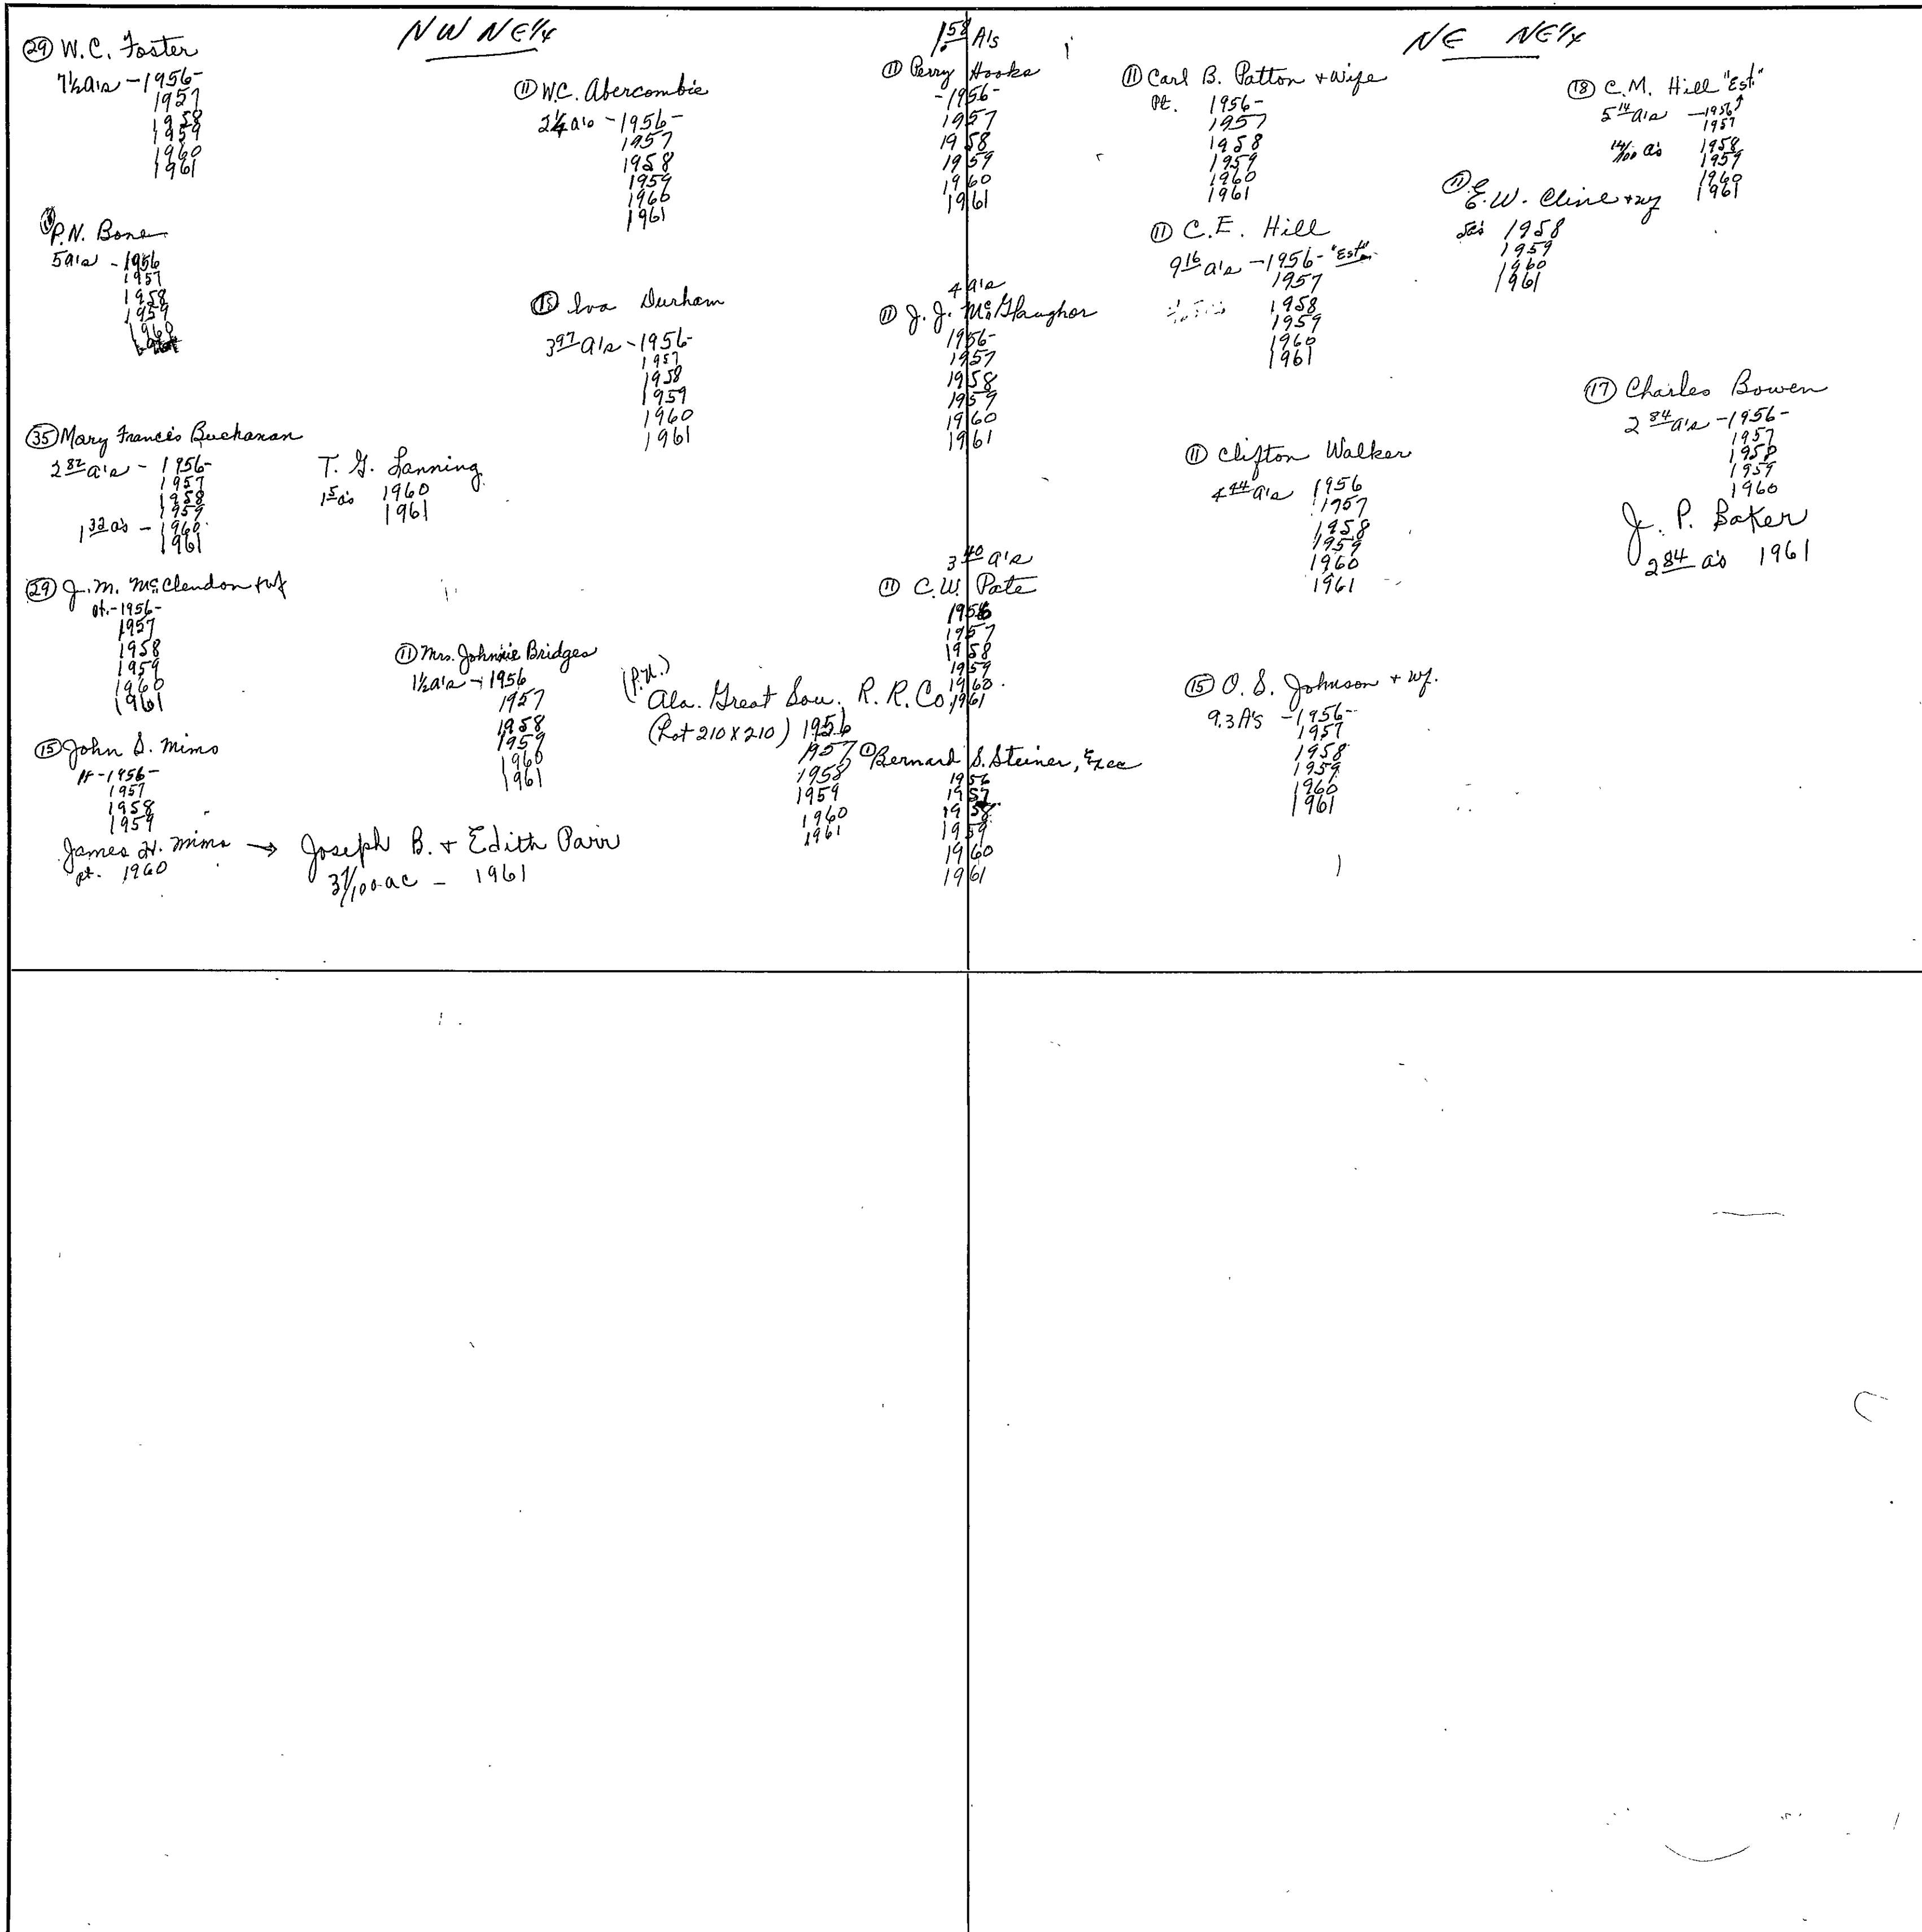 NW NE 1/4
(29) W.C. Foster
7½ a's - 1956-
1957
1958
1959
1960
1961
P.N. Bone
5 a's - 1956
1957
1958
1959
1960
(35) Mary Francis Buchanan
2 82 a's - 1956-
1957
1958
1959
1 32 a's - 1960
1961
T. G. Lanning
1 5 a's 1960
1961
(29) J. M. McClendon + wf
pt. - 1956-
1957
1958
1959
1960
1961
(15) John S. Mims
pt - 1956-
1957
1958
1959
James H. Mims → Joseph B. + Edith Parr
pt. 1960
37/100 ac - 1961
(11) W.C. Abercombie
2¼ a's - 1956-
1957
1958
1959
1960
1961
(15) Iva Durham
3 97 a's - 1956-
1957
1958
1959
1960
1961
(11) Mrs. Johnnie Bridges
1½ a's - 1956
1957
1958
1959
1960
1961
(P.U.)
Ala. Great Sou. R. R. Co.
(Lot 210 X 210) 1956
1957
1958
1959
1960
1961
1.58 A's
(11) Perry Hooks
-1956-
1957
1958
1959
1960
1961
4 a's
(11) J. J. McGlaughor
1956-
1957
1958
1959
1960
1961
3 40 a's
(11) C.W. Pate
1956
1957
1958
1959
1960
1961
(1) Bernard S. Steiner, Exec
1956
1957
1958
1959
1960
1961
NE NE 1/4
(11) Carl B. Patton + Wife
Pt. 1956-
1957
1958
1959
1960
1961
(11) C.E. Hill
9 16 a's - 1956- "Est"
1957
1958
1959
1960
1961
(11) Clifton Walker
4 44 a's 1956
1957
1958
1959
1960
1961
(15) O. S. Johnson + wf.
9.3 A's - 1956-
1957
1958
1959
1960
1961
(18) C.M. Hill "Est"
5 14 a's - 1956
1957
14/100 a's 1958
1959
1960
1961
(11) E.W. Cline + wf
5 a's 1958
1959
1960
1961
(17) Charles Bowen
2 84 a's - 1956-
1957
1958
1959
1960
J. P. Baker
2 84 a's 1961